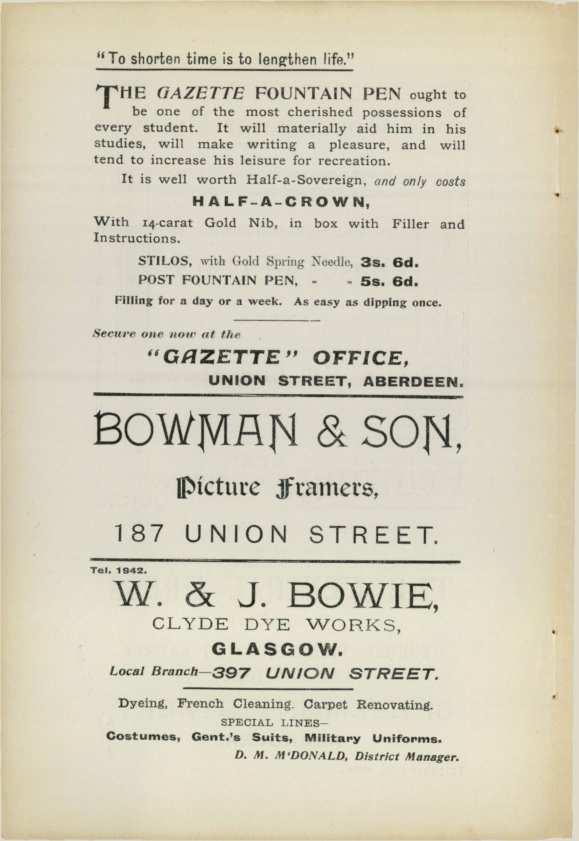 "To shorten time is to lengthen life."
THE GAZETTE FOUNTAIN PEN ought to
be one of the most cherished possessions of
every student. It will materially aid him in his
studies, will make writing a pleasure, and will
tend to increase his leisure for recreation.
It is well worth Half-a-Sovereign, and only costs
HALF-A-CROWN,
With 14-carat Gold Nib, in box with Filler and
Instructions.
STILOS, with Gold Spring Needle, 3s. 6d.
POST FOUNTAIN PEN, - - 5s. 6d.
Filling for a day or a week. As easy as dipping once.
Secure one now at the
"GAZETTE" OFFICE,
UNION STREET, ABERDEEN.
BOWMAN & SON,
Picture Framers,
187 UNION STREET.
Tel. 1942.
W. & J. BOWIE,
CLYDE DYE WORKS,
GLASGOW.
Local Branch—397 UNION STREET.
Dyeing, French Cleaning. Carpet Renovating.
SPECIAL LINES—
Costumes, Gent.'s Suits, Military Uniforms.
D. M. M'DONALD, District Manager.